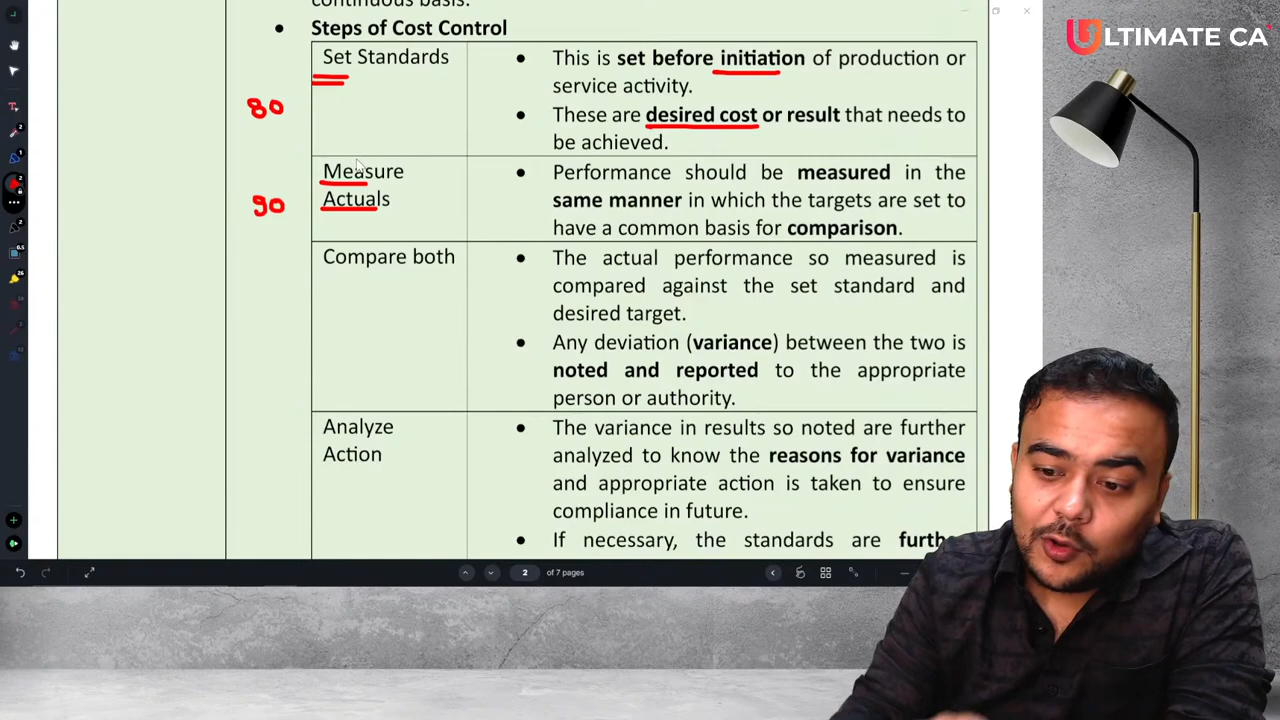 continuous basis.
• Steps of Cost Control
ULTIMATE CA
Set Standards
• This is set before initiation of production or
service activity.
80
• These are desired cost or result that needs to
be achieved.
Measure
Actuals
90
• Performance should be measured in the
same manner in which the targets are set to
have a common basis for comparison.
Compare both
• The actual performance so measured is
compared against the set standard and
desired target.
• Any deviation (variance) between the two is
noted and reported to the appropriate
person or authority.
Analyze
Action
• The variance in results so noted are further
analyzed to know the reasons for variance
and appropriate action is taken to ensure
compliance in future.
• If necessary, the standards are further
2 of 7 pages